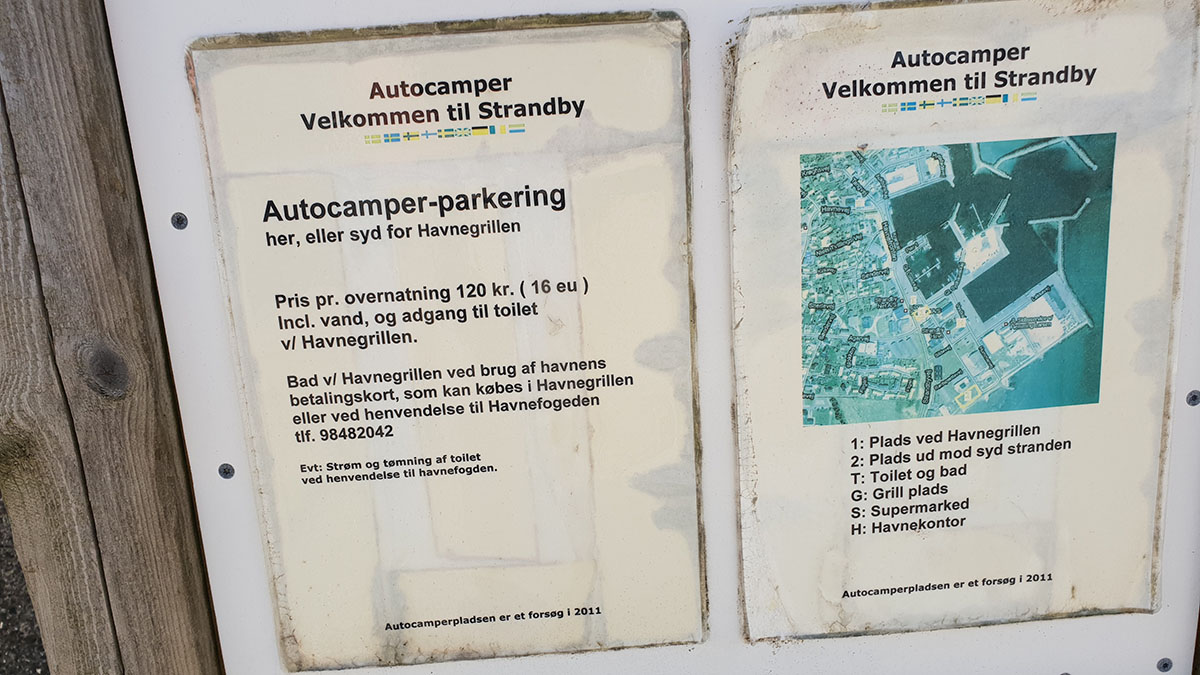 Autocamper
Velkommen til Strandby
Autocamper-parkering
her, eller syd for Havnegrillen
Pris pr. overnatning 120 kr. ( 16 eu )
Incl. vand, og adgang til toilet
v/ Havnegrillen.
Bad v/ Havnegrillen ved brug af havnens
betalingskort, som kan købes i Havnegrillen
eller ved henvendelse til Havnefogeden
tlf. 98482042
Evt: Strøm og tømning af toilet
ved henvendelse til havnefogden.
Autocamperpladsen er et forsøg i 2011
Autocamper
Velkommen til Strandby
1: Plads ved Havnegrillen
2: Plads ud mod syd stranden
T: Toilet og bad
G: Grill plads
S: Supermarked
H: Havnekontor
Autocamperpladsen er et forsøg i 2011